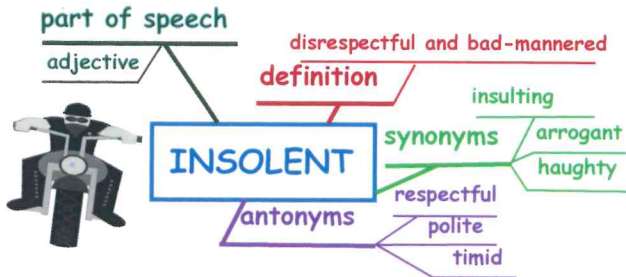 part of speech
adjective
disrespectful and bad-mannered
definition
insulting
synonyms
arrogant
haughty
INSOLENT
respectful
antonyms
polite
timid